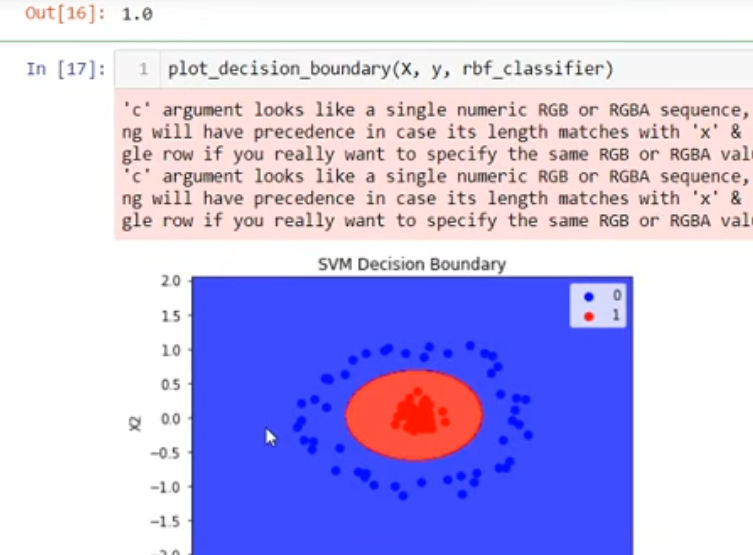 Out[16]: 1.0
In [17]: 1 plot_decision_boundary(X, y, rbf_classifier)
'c' argument looks like a single numeric RGB or RGBA sequence,
ng will have precedence in case its length matches with 'x' &
gle row if you really want to specify the same RGB or RGBA valu
'c' argument looks like a single numeric RGB or RGBA sequence,
ng will have precedence in case its length matches with 'x' &
gle row if you really want to specify the same RGB or RGBA valu
SVM Decision Boundary
2.0
0
1
1.5
1.0
0.5
0.0
X2
−0.5
−1.0
−1.5
−2.0